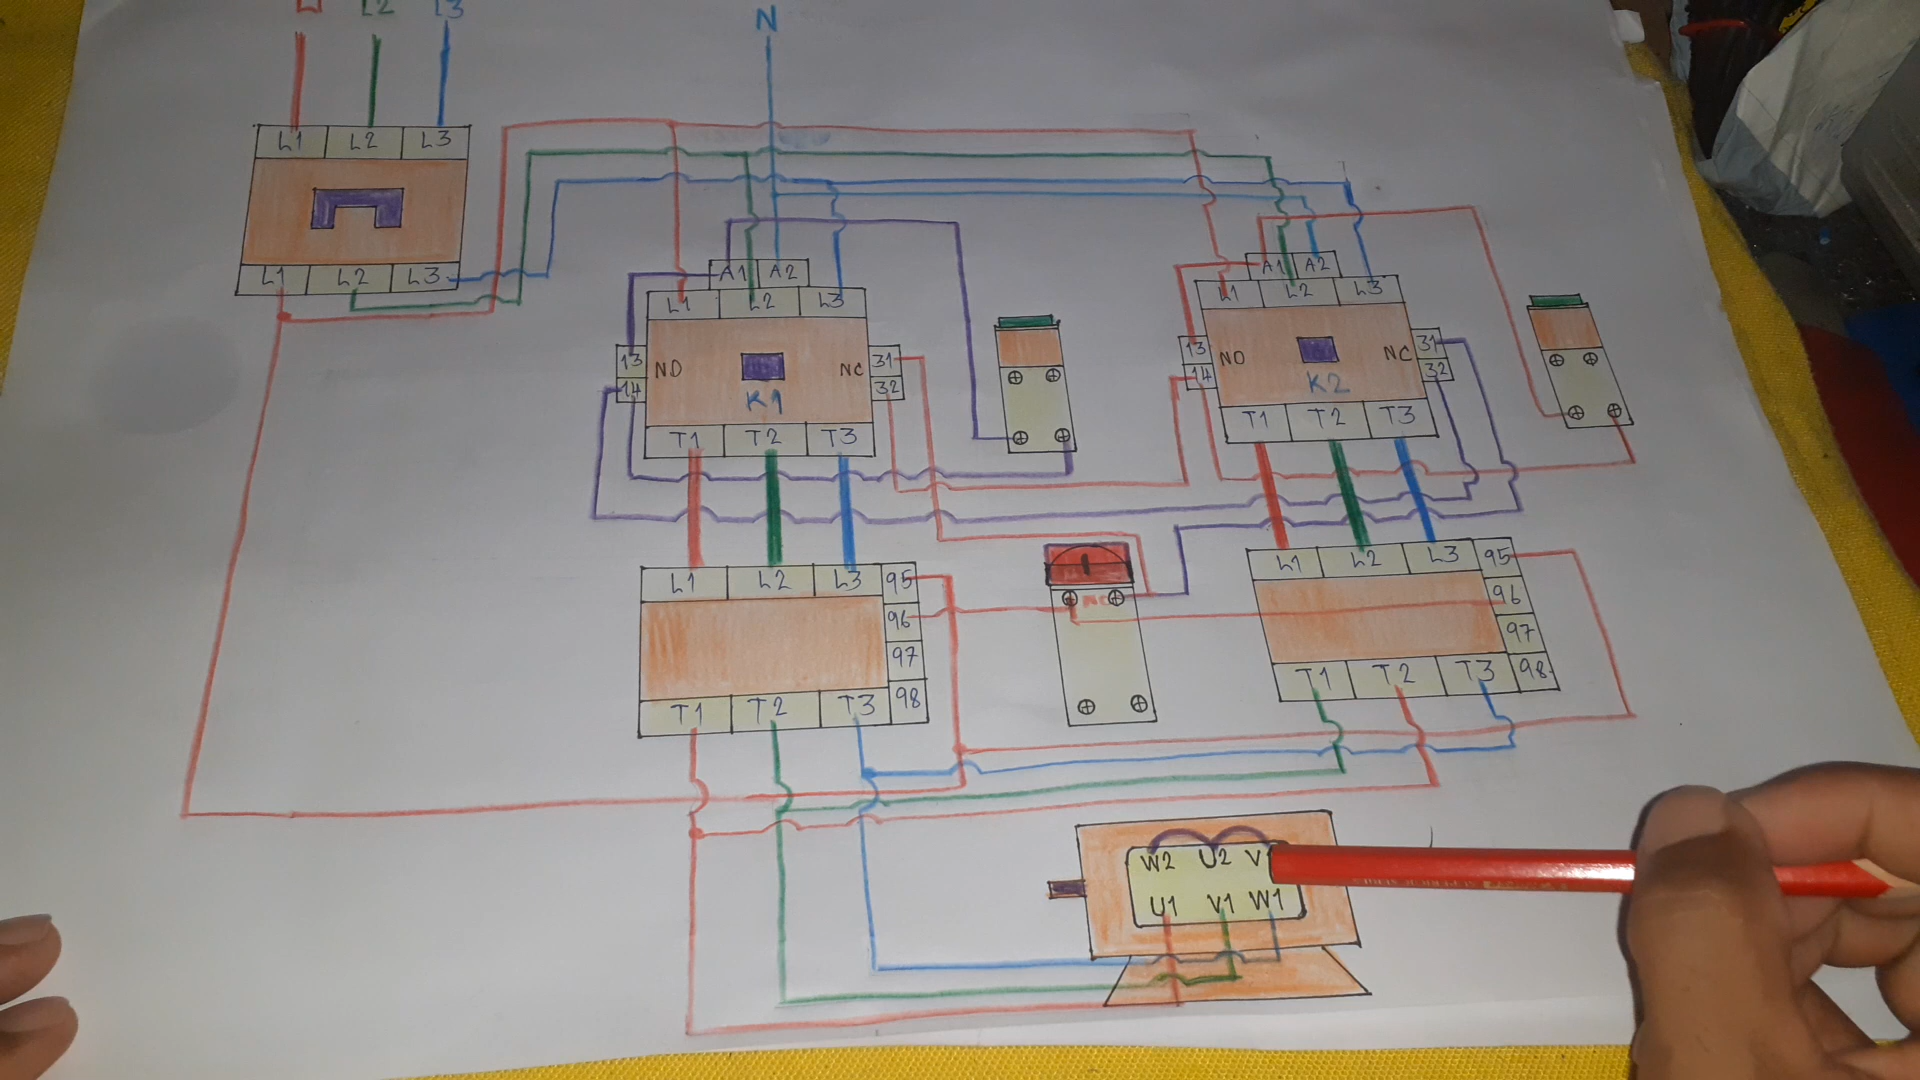 L2 L3
N
L1 L2 L3
L1 L2 L3
A1 A2
L1 L2 L3
13 NO NC 31
14 32
K1
T1 T2 T3
A1 A2
L1 L2 L3
13 NO NC 31
14 32
K2
T1 T2 T3
L1 L2 L3 95
96
97
T1 T2 T3 98
NC
L1 L2 L3 95
96
97
T1 T2 T3 98
W2 U2 V
U1 V1 W1